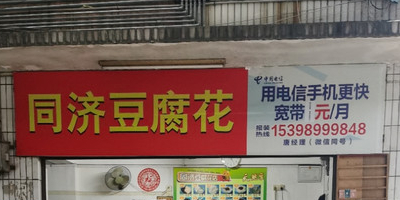 同济豆腐花
中国电信
用电信手机更快
宽带1元/月
报装热线 15398999848
唐经理(微信同号)